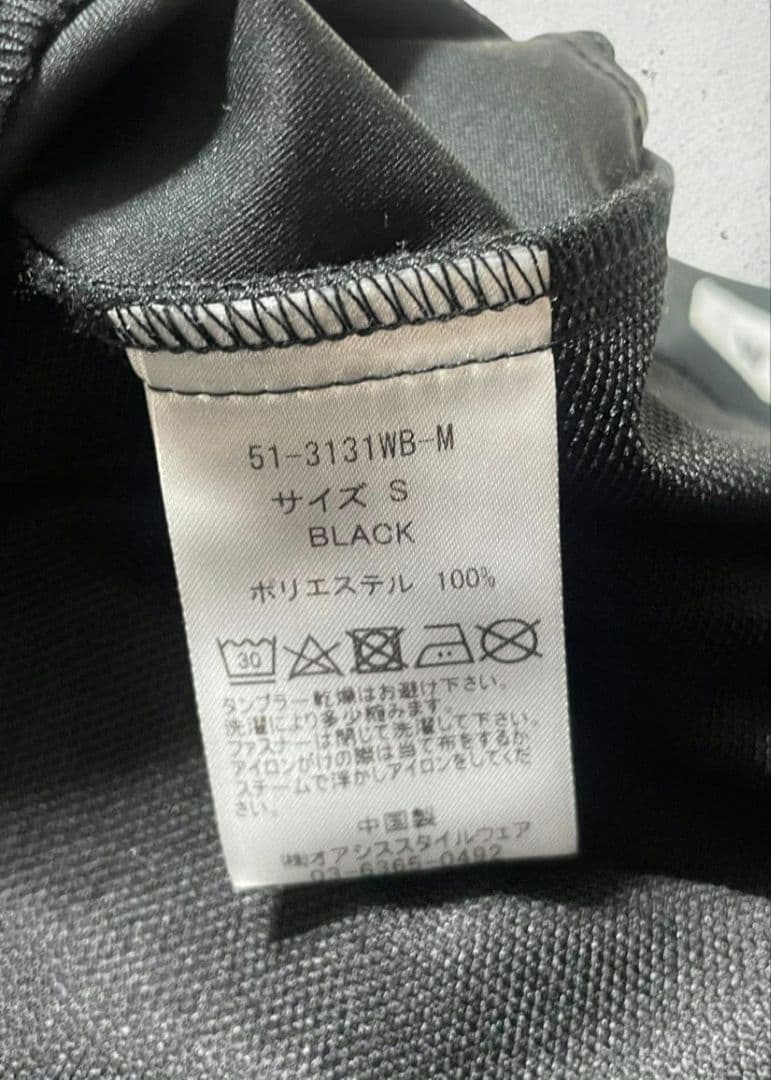 51-3131WB-M
サイズ S
BLACK
ポリエステル 100%
30
タンブラー乾燥はお避け下さい。
洗濯により多少縮みます。
ファスナーは閉じて洗濯して下さい。
アイロンがけの際は当て布をするか
スチームで浮かしアイロンをしてくだ
さい。
中国製
㈱オアシススタイルウェア
03-6365-0492